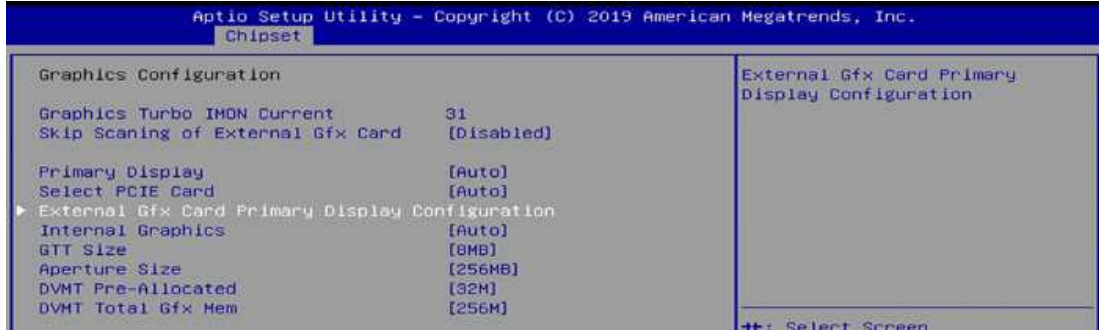 Aptio Setup Utility – Copyright (C) 2019 American Megatrends, Inc.
Chipset
Graphics Configuration
External Gfx Card Primary
Display Configuration
Graphics Turbo IMON Current 31
Skip Scaning of External Gfx Card [Disabled]
Primary Display [Auto]
Select PCIE Card [Auto]
External Gfx Card Primary Display Configuration
Internal Graphics [Auto]
GTT Size [8MB]
Aperture Size [256MB]
DVMT Pre-Allocated [32M]
DVMT Total Gfx Mem [256M]
: Select Screen